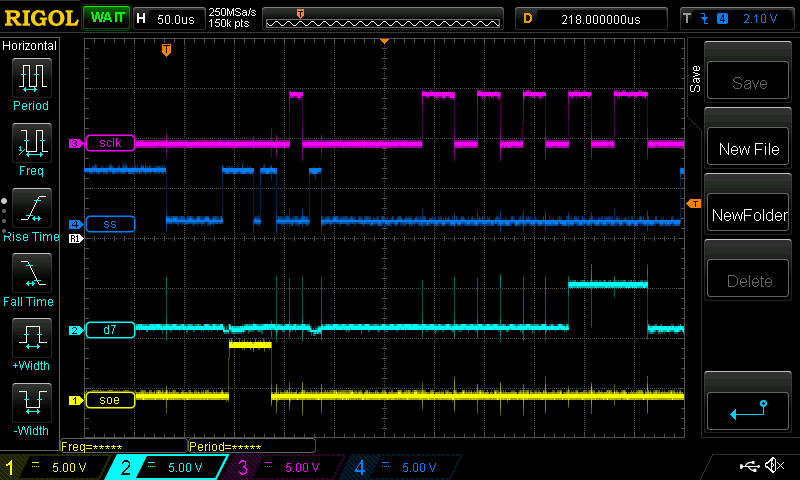 RIGOL WAIT H 50.0us 250MSa/s 150k pts T D 218.000000us T 4 2.10 V
Horizontal
Period
Freq
Rise Time
Fall Time
+Width
-Width
T
3 sclk
4 ss
R1
2 d7
1 soe
T
Save
Save
New File
NewFolder
Delete
Freq=***** Period=*****
1 5.00 V 2 5.00 V 3 5.00 V 4 5.00 V